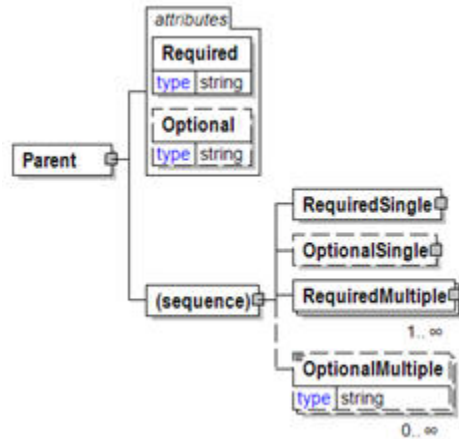 attributes
Required
type string
Optional
type string
Parent
RequiredSingle
OptionalSingle
(sequence)
RequiredMultiple
1.. ∞
OptionalMultiple
type string
0.. ∞